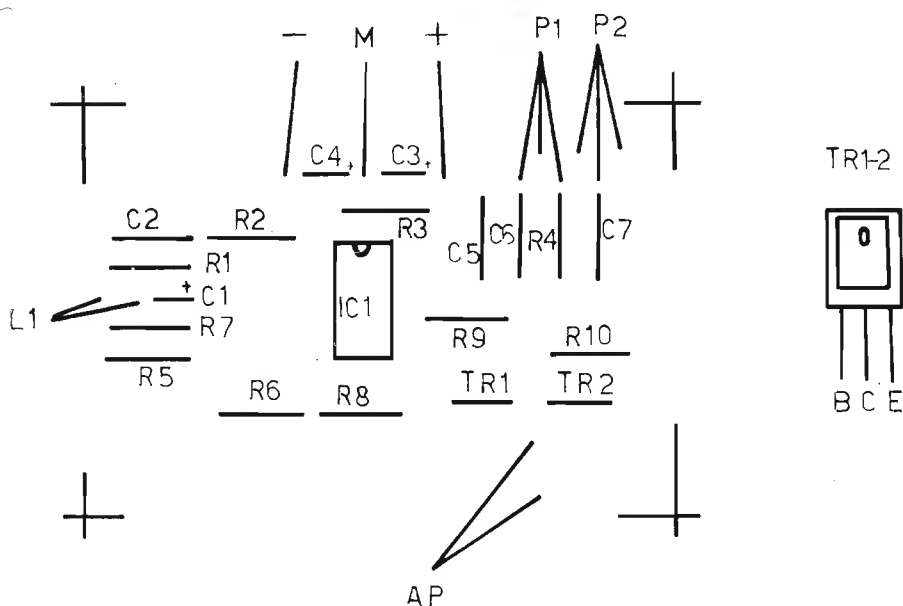 − M + P1 P2
C4+ C3+
TR1-2
C2 R2 R3 C5 C6 R4 C7
R1
+ C1
L1 R7 IC1
R9
R5 R10
R6 R8 TR1 TR2
B C E
AP